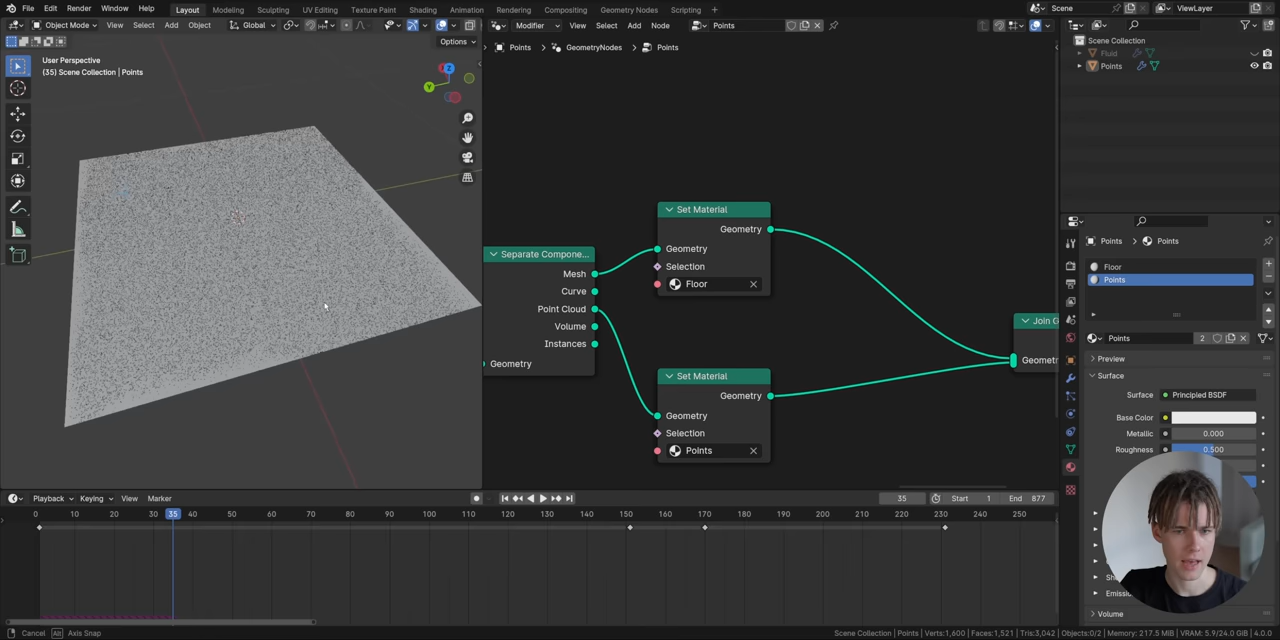 File Edit Render Window Help Layout Modeling Sculpting UV Editing Texture Paint Shading Animation Rendering Compositing Geometry Nodes Scripting + Scene ViewLayer
Object Mode View Select Add Object Global Modifier View Select Add Node Points
Options
Points > GeometryNodes > Points
User Perspective
(35) Scene Collection | Points
Z
Y
Scene Collection
Fluid
Points
Set Material
Geometry
Geometry
Selection
Floor
Separate Compone...
Mesh
Curve
Point Cloud
Volume
Instances
Geometry
Set Material
Geometry
Geometry
Selection
Points
Join G
Geometr
Points > Points
Floor
Points
Points 2
Preview
Surface
Surface Principled BSDF
Base Color
Metallic 0.000
Roughness 0.500
Emissi
Volume
Playback Keying View Marker 35 Start 1 End 877
0 10 20 30 35 40 50 60 70 80 90 100 110 120 130 140 150 160 170 180 190 200 210 220 230 240 250
Cancel Alt Axis Snap Scene Collection | Points | Verts:1,600 | Faces:1,521 | Tris:3,042 | Objects:0/2 | Memory: 217.5 MiB | VRAM: 5.9/24.0 GiB | 4.0.0